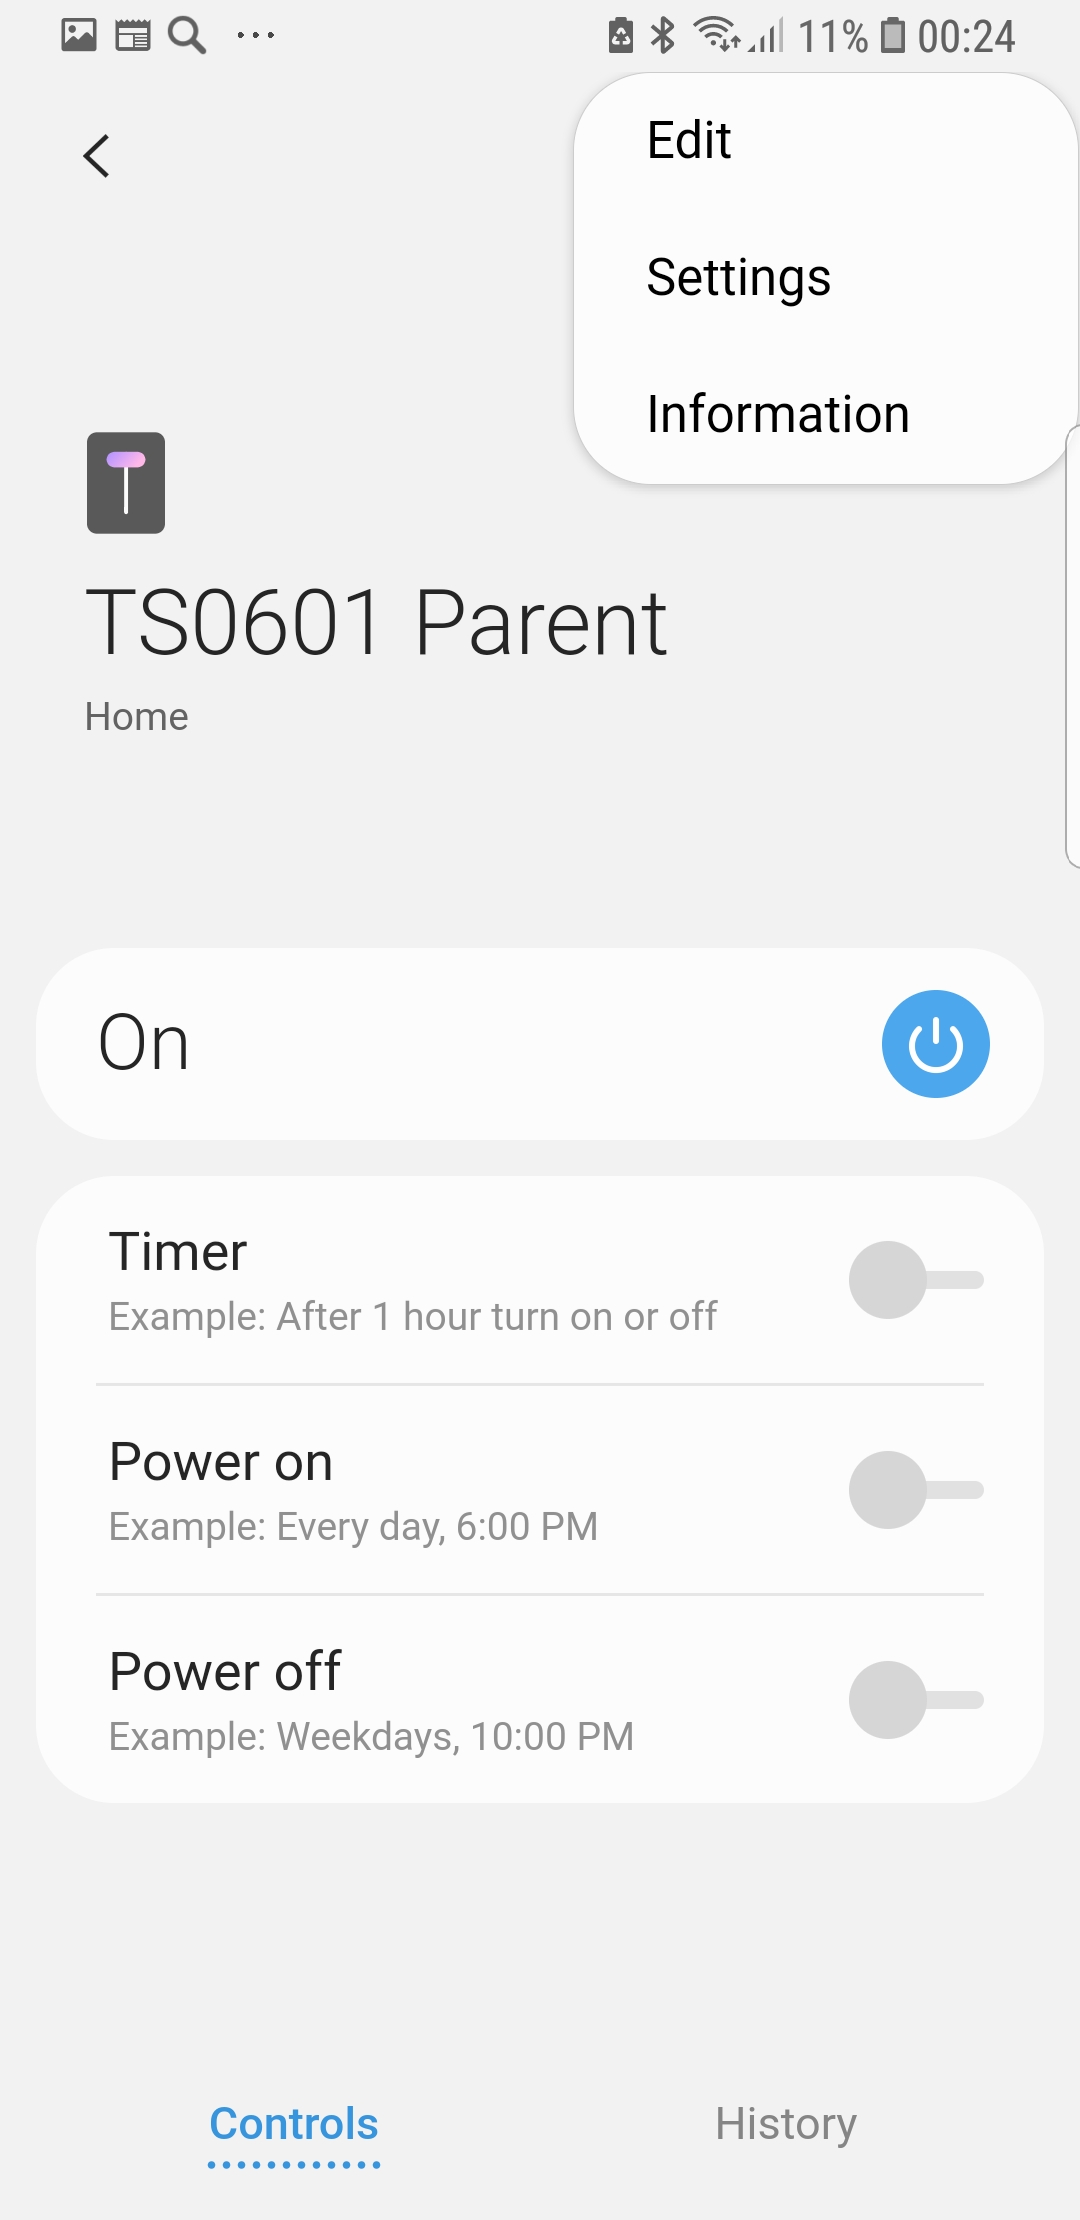 11% 00:24
Edit
Settings
Information
TS0601 Parent
Home
On
Timer
Example: After 1 hour turn on or off
Power on
Example: Every day, 6:00 PM
Power off
Example: Weekdays, 10:00 PM
Controls
History